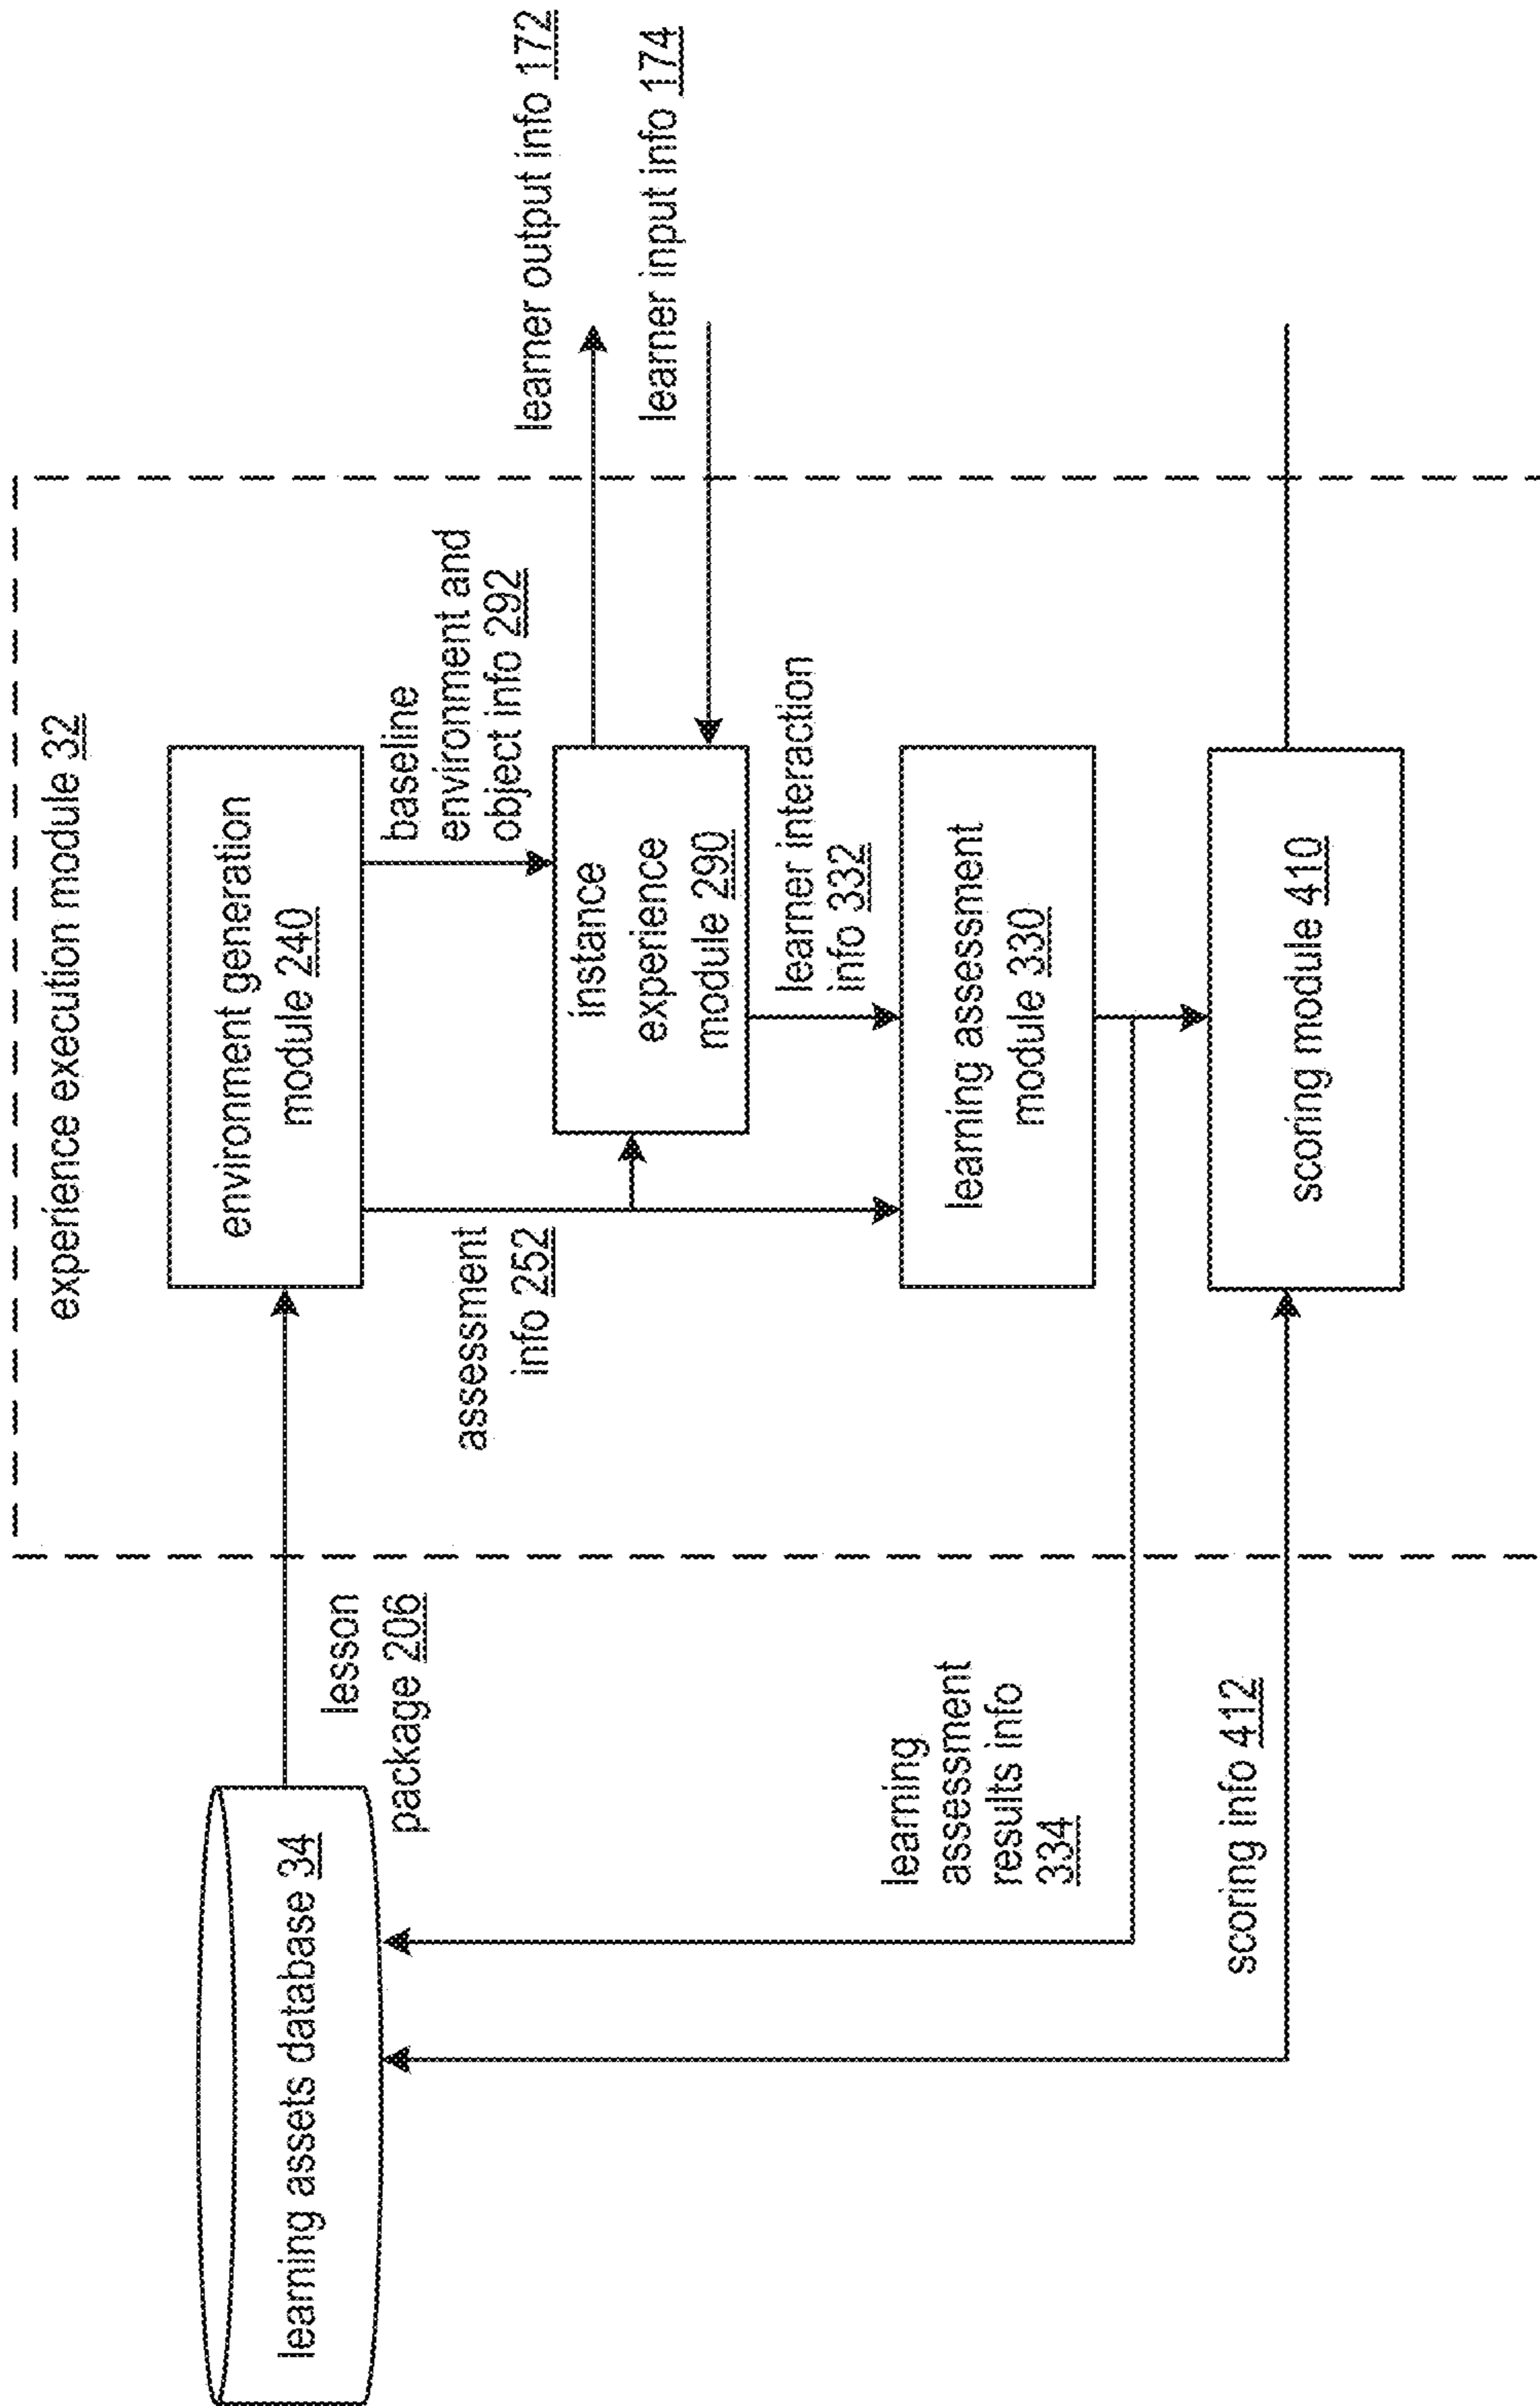 experience execution module 32
learning assets database 34
lesson
package 206
environment generation
module 240
assessment
info 252
baseline
environment and
object info 292
instance
experience
module 290
learner output info 172
learner input info 174
learner interaction
info 332
learning assessment
module 330
learning
assessment
results info
334
scoring info 412
scoring module 410